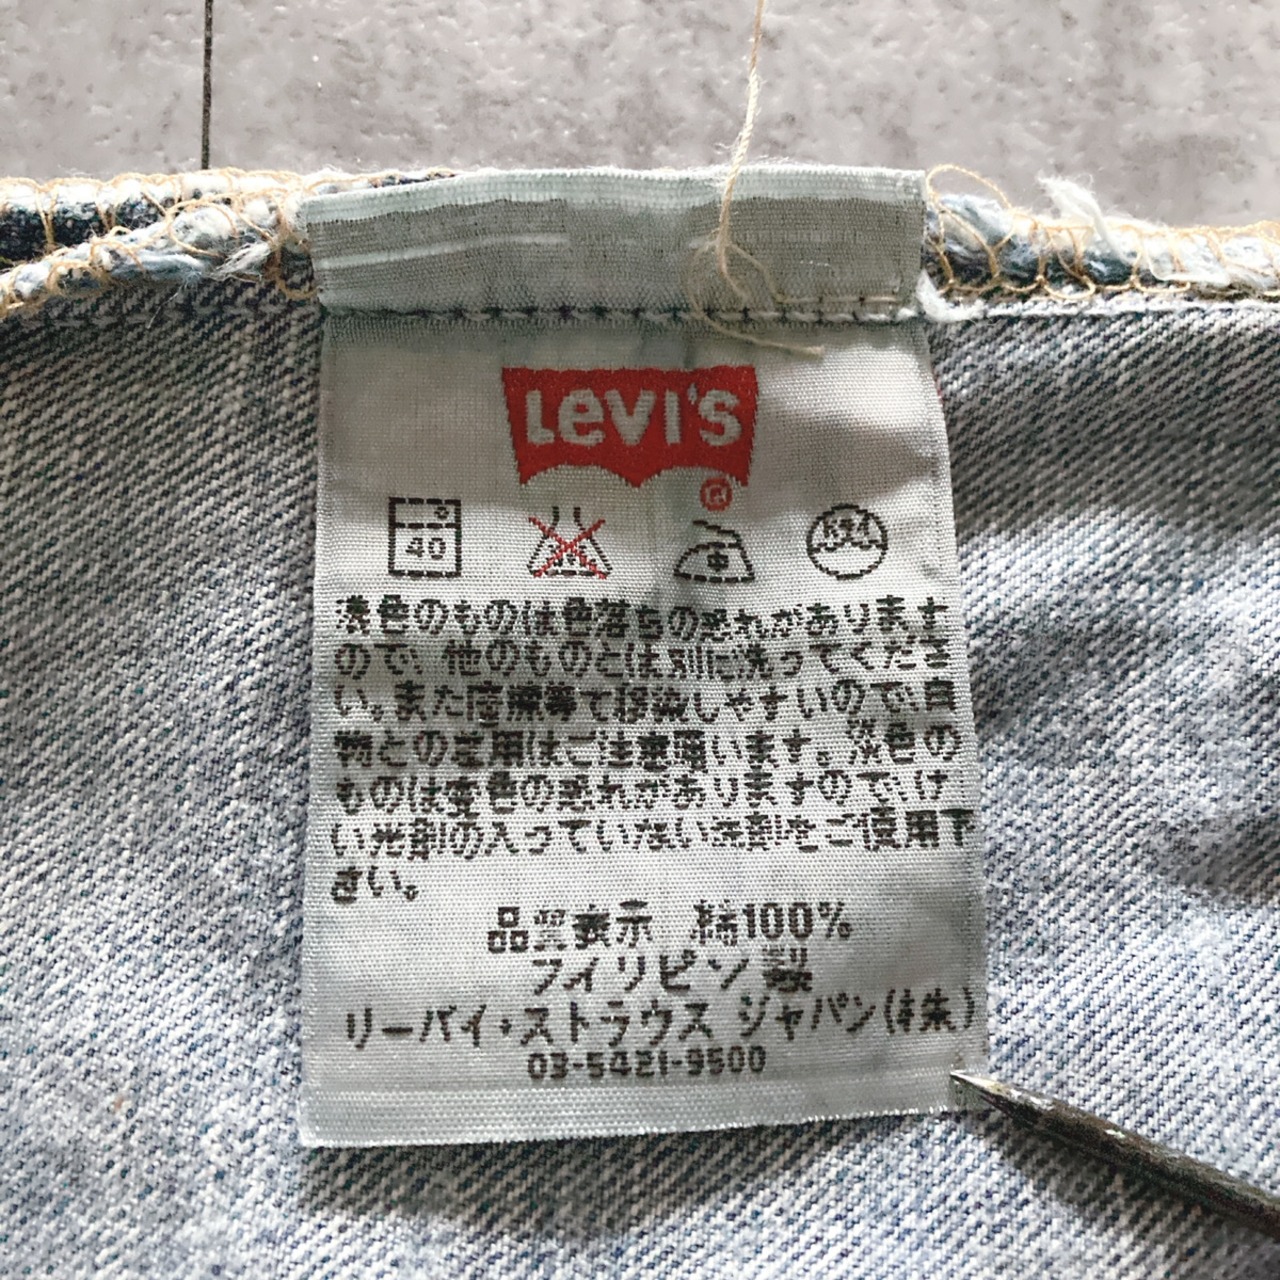 LEVI'S
®
40
濃色のものは色落ちの恐れがあります
ので、他のものとは別に洗ってくださ
い。また摩擦等で移染しやすいので、白
物との着用はご注意願います。淡色の
ものは変色の恐れがありますので、け
い光剤の入っていない洗剤をご使用下
さい。
品質表示 綿100%
フィリピン製
リーバイ・ストラウス ジャパン(株)
03-5421-9500